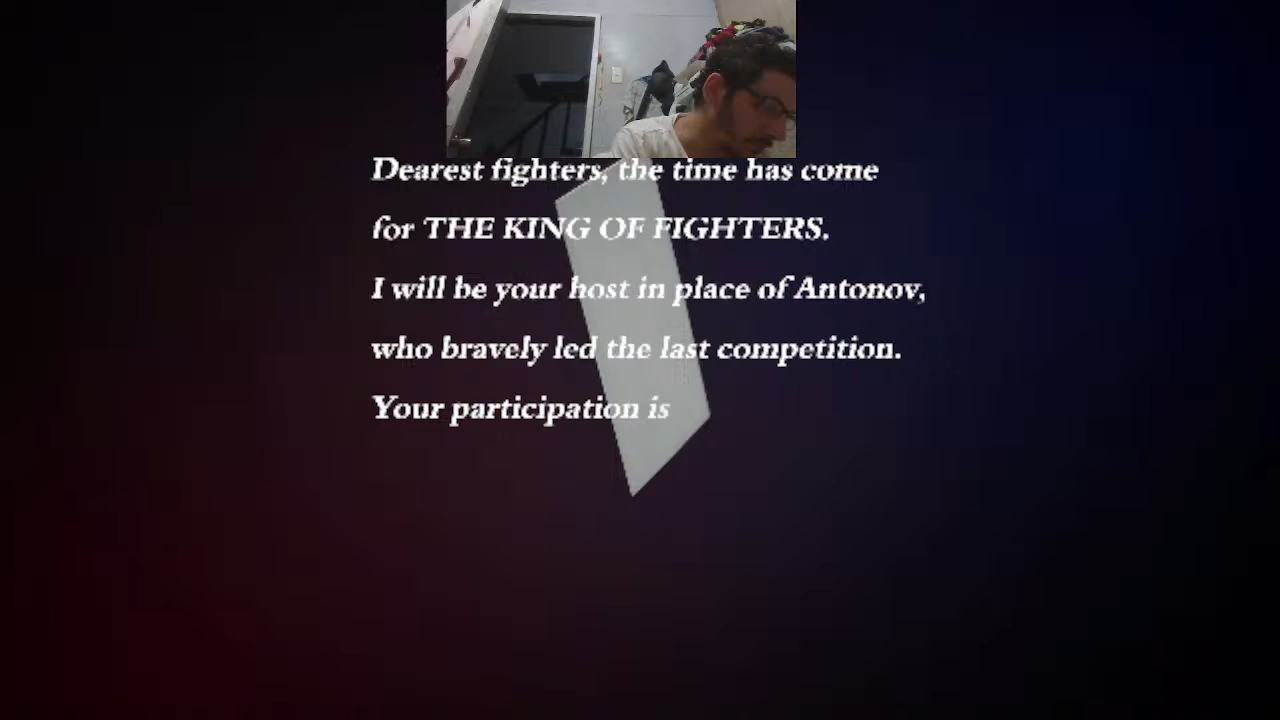 Dearest fighters, the time has come
for THE KING OF FIGHTERS.
I will be your host in place of Antonov,
who bravely led the last competition.
Your participation is